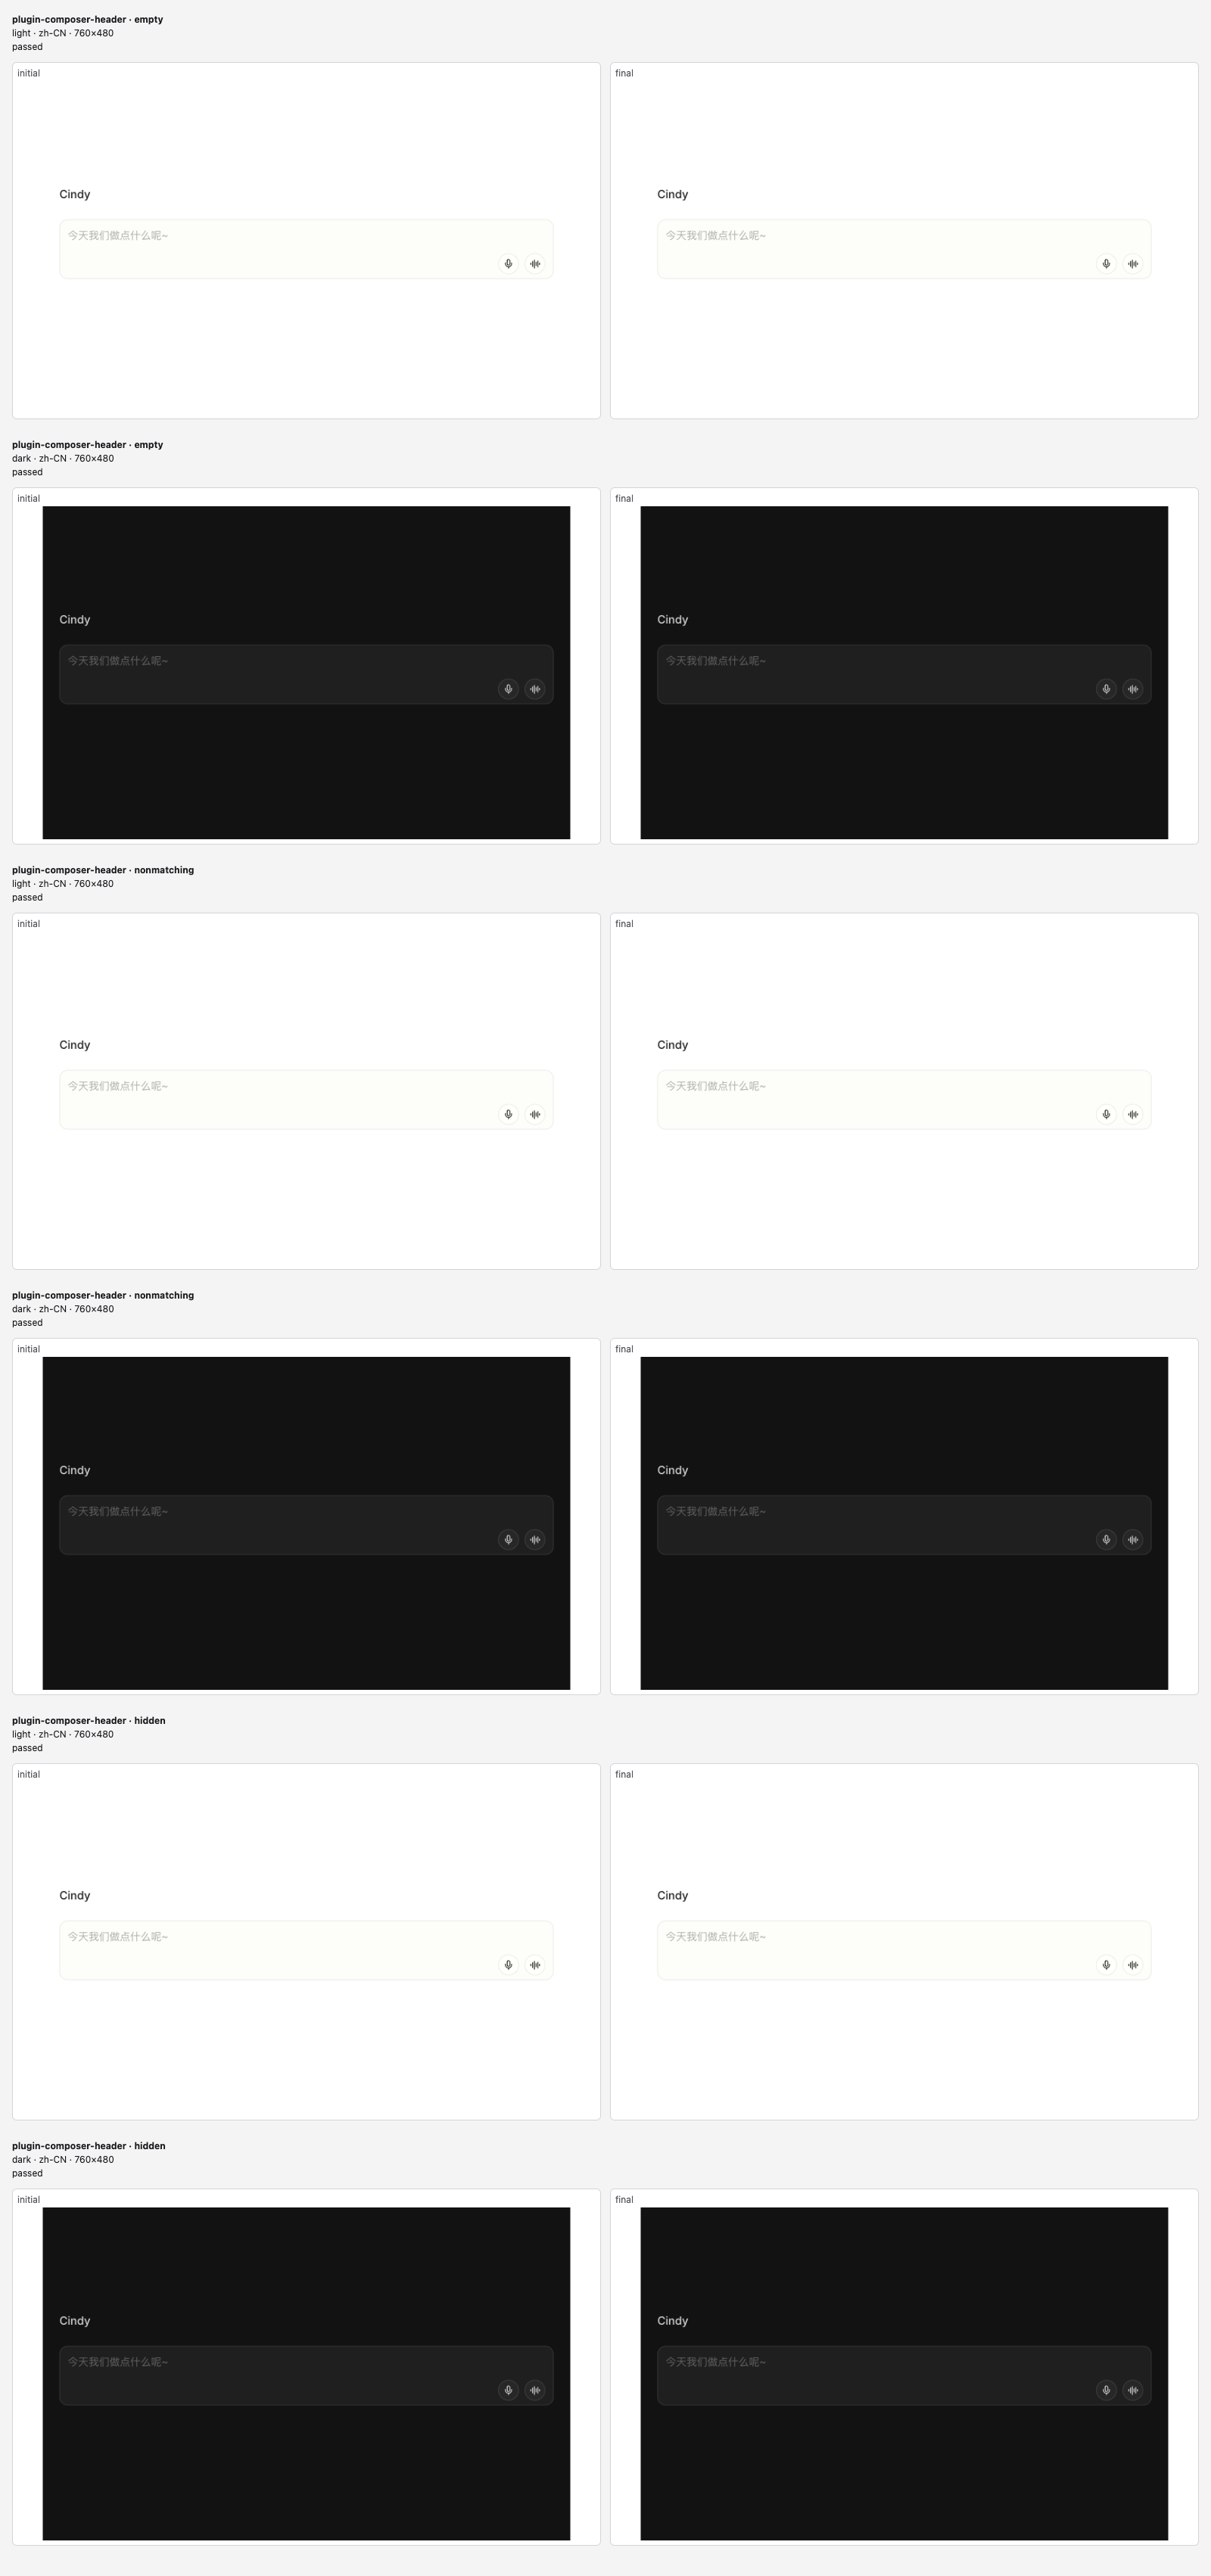 plugin-composer-header · empty
light · zh-CN · 760×480
passed
initial
final
Cindy
Cindy
今天我们做点什么呢~
今天我们做点什么呢~
plugin-composer-header · empty
dark · zh-CN · 760×480
passed
initial
final
Cindy
Cindy
今天我们做点什么呢~
今天我们做点什么呢~
plugin-composer-header · nonmatching
light · zh-CN · 760×480
passed
initial
final
Cindy
Cindy
今天我们做点什么呢~
今天我们做点什么呢~
plugin-composer-header · nonmatching
dark · zh-CN · 760×480
passed
initial
final
Cindy
Cindy
今天我们做点什么呢~
今天我们做点什么呢~
plugin-composer-header · hidden
light · zh-CN · 760×480
passed
initial
final
Cindy
Cindy
今天我们做点什么呢~
今天我们做点什么呢~
plugin-composer-header · hidden
dark · zh-CN · 760×480
passed
initial
final
Cindy
Cindy
今天我们做点什么呢~
今天我们做点什么呢~